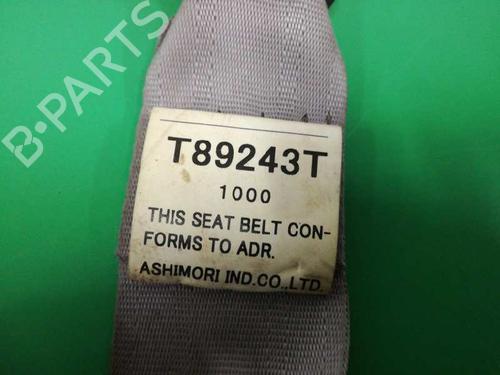 B-PARTS
T89243T
1000
THIS SEAT BELT CON-
FORMS TO ADR.
ASHIMORI IND.CO.,LTD.